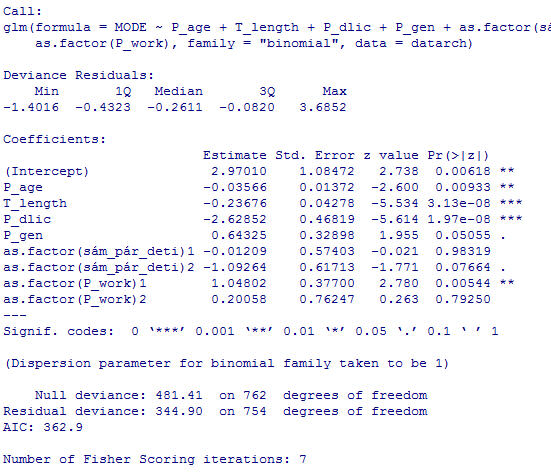 Call:
glm(formula = MODE ~ P_age + T_length + P_dlic + P_gen + as.factor(sá
    as.factor(P_work), family = "binomial", data = datarch)

Deviance Residuals:
    Min       1Q   Median       3Q      Max
-1.4016  -0.4323  -0.2611  -0.0820   3.6852

Coefficients:
                         Estimate Std. Error z value Pr(>|z|)
(Intercept)               2.97010    1.08472   2.738  0.00618 **
P_age                    -0.03566    0.01372  -2.600  0.00933 **
T_length                 -0.23676    0.04278  -5.534 3.13e-08 ***
P_dlic                   -2.62852    0.46819  -5.614 1.97e-08 ***
P_gen                     0.64325    0.32898   1.955  0.05055 .
as.factor(sám_pár_deti)1 -0.01209    0.57403  -0.021  0.98319
as.factor(sám_pár_deti)2 -1.09264    0.61713  -1.771  0.07664 .
as.factor(P_work)1        1.04802    0.37700   2.780  0.00544 **
as.factor(P_work)2        0.20058    0.76247   0.263  0.79250
---
Signif. codes:  0 ‘***’ 0.001 ‘**’ 0.01 ‘*’ 0.05 ‘.’ 0.1 ‘ ’ 1

(Dispersion parameter for binomial family taken to be 1)

    Null deviance: 481.41  on 762  degrees of freedom
Residual deviance: 344.90  on 754  degrees of freedom
AIC: 362.9

Number of Fisher Scoring iterations: 7